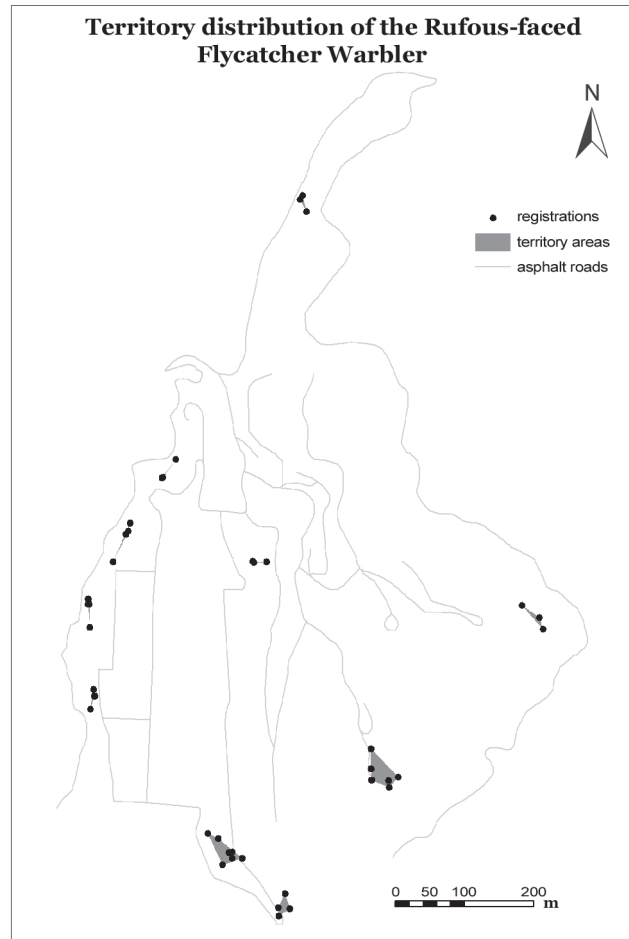 Territory distribution of the Rufous-faced
Flycatcher Warbler
N
registrations
territory areas
asphalt roads
0 50 100 200 m